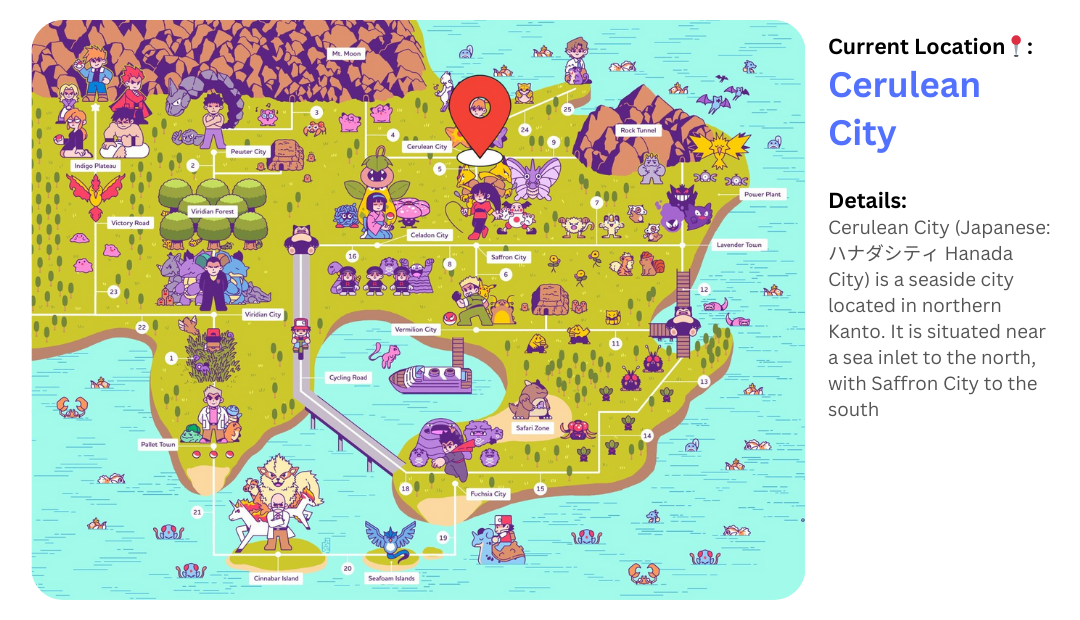 Current Location📍:
Cerulean
City
Details:
Cerulean City (Japanese:
ハナダシティ Hanada
City) is a seaside city
located in northern
Kanto. It is situated near
a sea inlet to the north,
with Saffron City to the
south
Mt. Moon
3
25
24
4
Rock Tunnel
9
Cerulean City
Pewter City
2
5
Indigo Plateau
Power Plant
7
Viridian Forest
Victory Road
Celadon City
Lavender Town
16
Saffron City
8
6
23
12
Viridian City
22
Vermilion City
11
1
Cycling Road
13
Safari Zone
14
Pallet Town
18
Fuchsia City
15
21
19
20
Cinnabar Island
Seafoam Islands